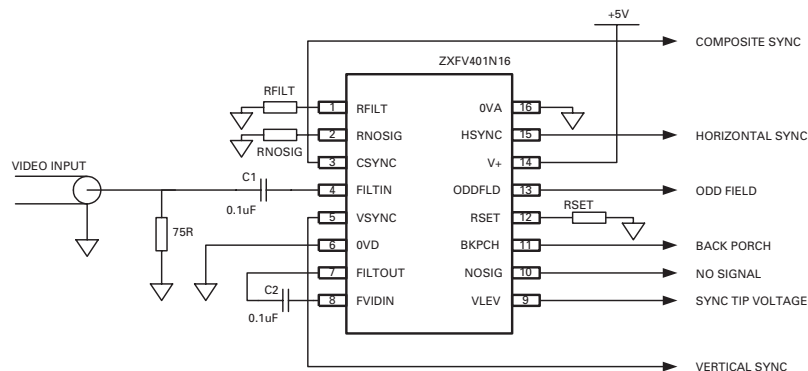 +5V
COMPOSITE SYNC
ZXFV401N16
RFILT
1 RFILT 0VA 16
2 RNOSIG HSYNC 15 HORIZONTAL SYNC
RNOSIG
VIDEO INPUT
3 CSYNC V+ 14
C1
4 FILTIN ODDFLD 13 ODD FIELD
0.1uF
RSET
5 VSYNC RSET 12
75R
6 0VD BKPCH 11 BACK PORCH
7 FILTOUT NOSIG 10 NO SIGNAL
C2
8 FVIDIN VLEV 9 SYNC TIP VOLTAGE
0.1uF
VERTICAL SYNC